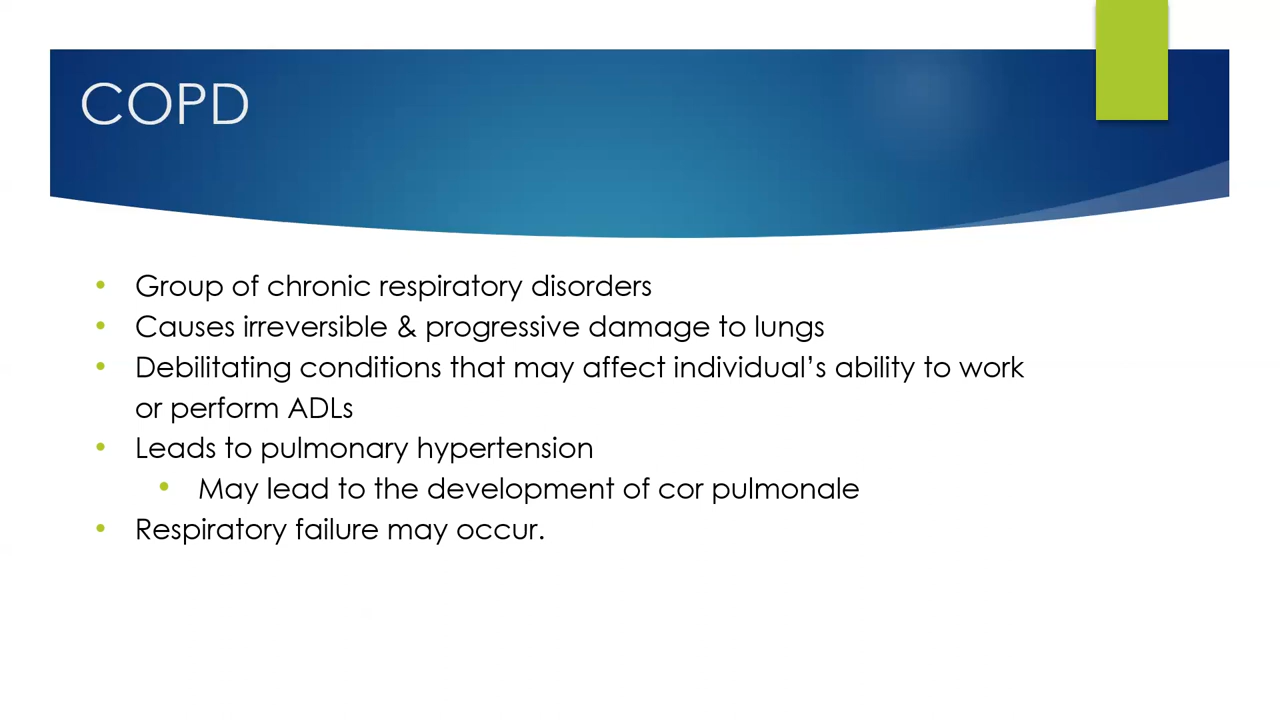 COPD
• Group of chronic respiratory disorders
• Causes irreversible & progressive damage to lungs
• Debilitating conditions that may affect individual’s ability to work
or perform ADLs
• Leads to pulmonary hypertension
• May lead to the development of cor pulmonale
• Respiratory failure may occur.